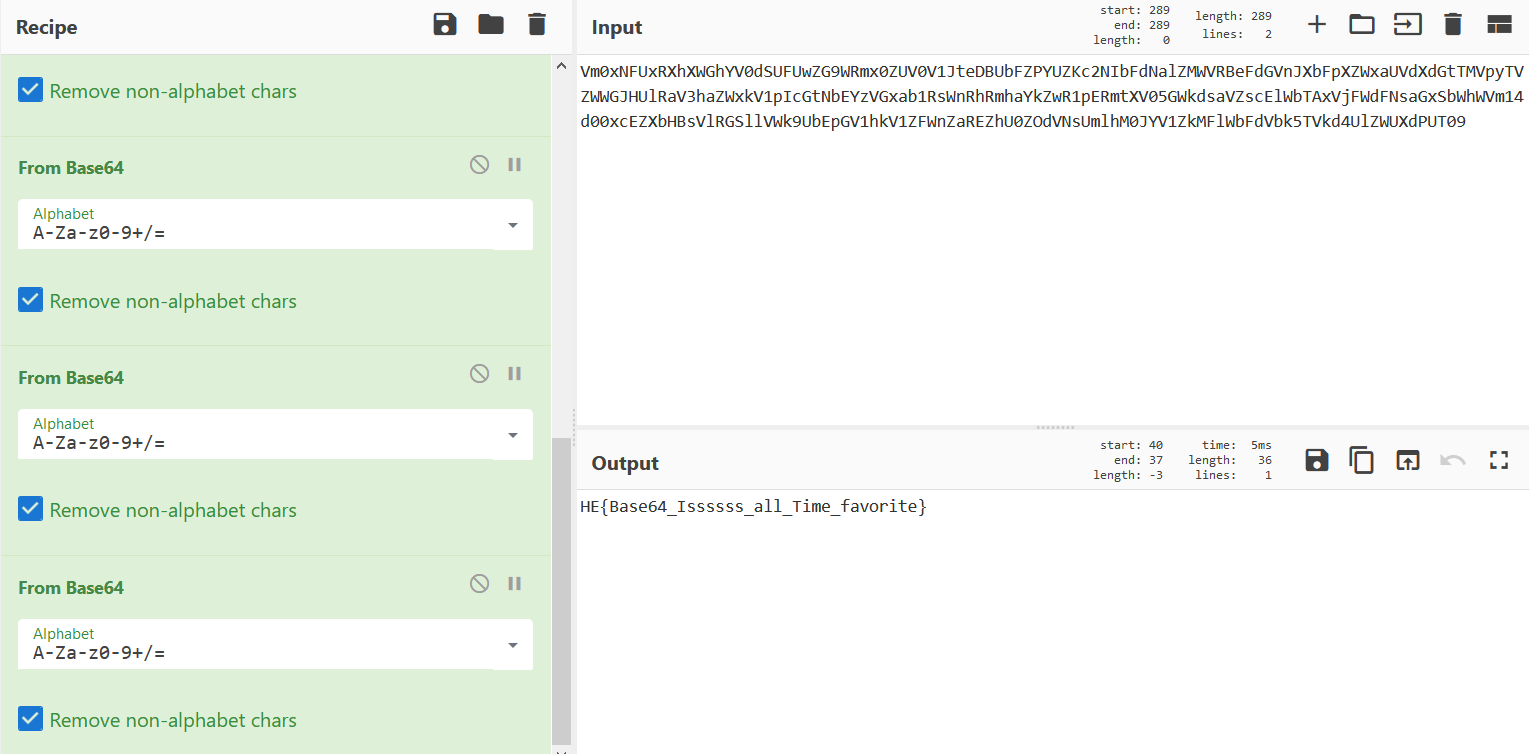 Recipe
Remove non-alphabet chars
From Base64
Alphabet
A-Za-z0-9+/=
Remove non-alphabet chars
From Base64
Alphabet
A-Za-z0-9+/=
Remove non-alphabet chars
From Base64
Alphabet
A-Za-z0-9+/=
Remove non-alphabet chars
Input
start: 289
end: 289
length: 0
length: 289
lines: 2
Vm0xNFUxRXhXWGhYV0dSUFUwZG9WRmx0ZUV0V1JteDBUbFZPYUZKc2NIbFdNalZMWVRBeFdGVnJXbFpXZWxaUVdXdGtTMVpyTV
ZWWGJHUlRaV3haZWxkV1pIcGtNbEYzVGxab1RsWnRhRmhaYkZwR1pERmtXV05GWkdsaVZscElWbTAxVjFWdFNsaGxSbWhWVm14
d00xcEZXbHBsVlRGSllVWk9UbEpGV1hkV1ZFWnZaREZhU0ZOdVNsUmlhM0JYV1ZkMFlWbFdVbk5TVkd4UlZWUXdPUT09
Output
start: 40
end: 37
length: -3
time: 5ms
length: 36
lines: 1
HE{Base64_Issssss_all_Time_favorite}